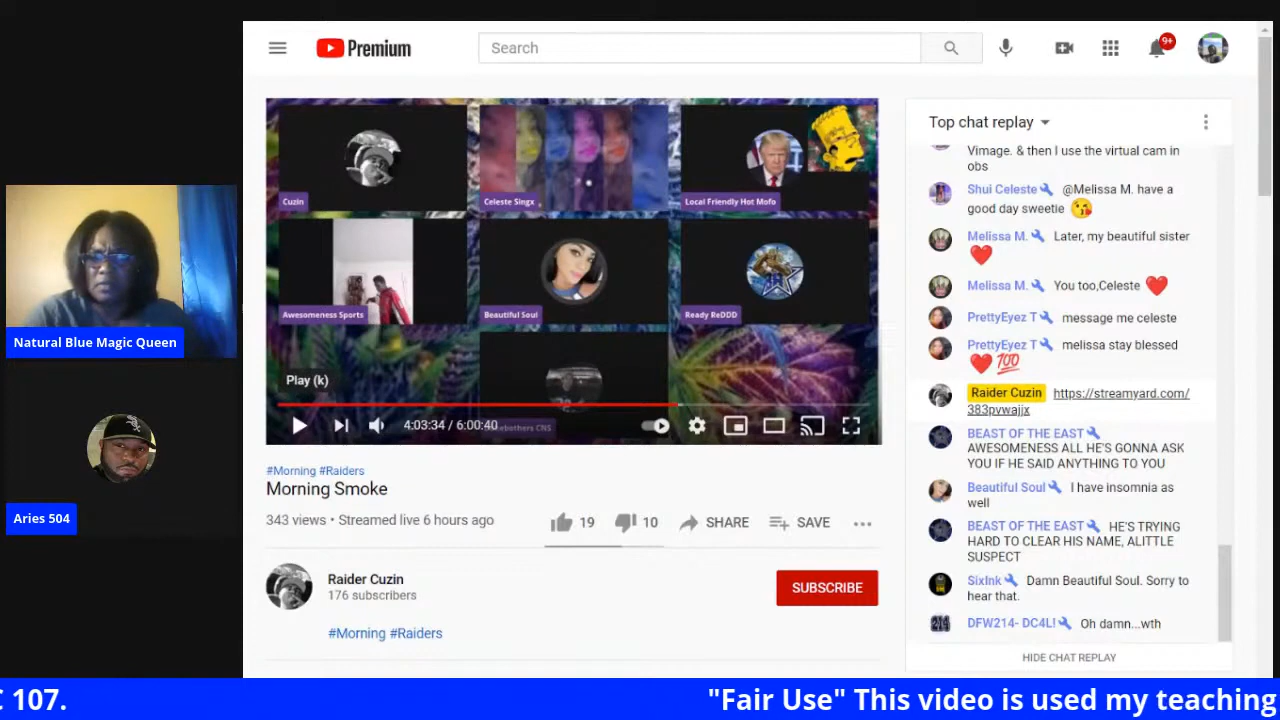 Premium
Search
9+
Cuzin
Celeste Singx
Local Friendly Hot Mofo
Awesomeness Sports
Beautiful Soul
Ready ReDDD
Play (k)
4:03:34 / 6:00:40
CNS
#Morning #Raiders
Morning Smoke
343 views • Streamed live 6 hours ago
19
10
SHARE
SAVE
Raider Cuzin
176 subscribers
SUBSCRIBE
#Morning #Raiders
Top chat replay
Vimage. & then I use the virtual cam in
obs
Shui Celeste @Melissa M. have a
good day sweetie
Melissa M. Later, my beautiful sister
Melissa M. You too,Celeste
PrettyEyez T message me celeste
PrettyEyez T melissa stay blessed
100
Raider Cuzin https://streamyard.com/
383pvwajjx
BEAST OF THE EAST
AWESOMENESS ALL HE'S GONNA ASK
YOU IF HE SAID ANYTHING TO YOU
Beautiful Soul I have insomnia as
well
BEAST OF THE EAST HE'S TRYING
HARD TO CLEAR HIS NAME, ALITTLE
SUSPECT
SixInk Damn Beautiful Soul. Sorry to
hear that.
DFW214- DC4L! Oh damn...wth
HIDE CHAT REPLAY
Natural Blue Magic Queen
Aries 504
107.
"Fair Use" This video is used my teaching